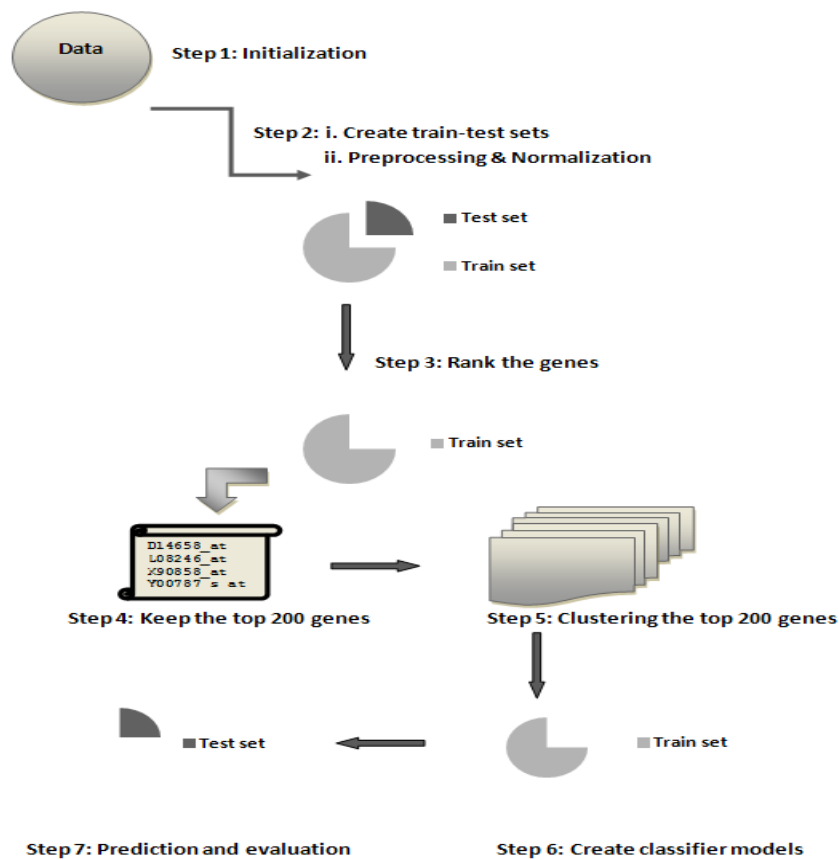 Data
Step 1: Initialization
Step 2: i. Create train-test sets
ii. Preprocessing & Normalization
Test set
Train set
Step 3: Rank the genes
Train set
D14658_at
L08246_at
X90858_at
Y00787_s at
Step 4: Keep the top 200 genes
Step 5: Clustering the top 200 genes
Test set
Train set
Step 7: Prediction and evaluation
Step 6: Create classifier models